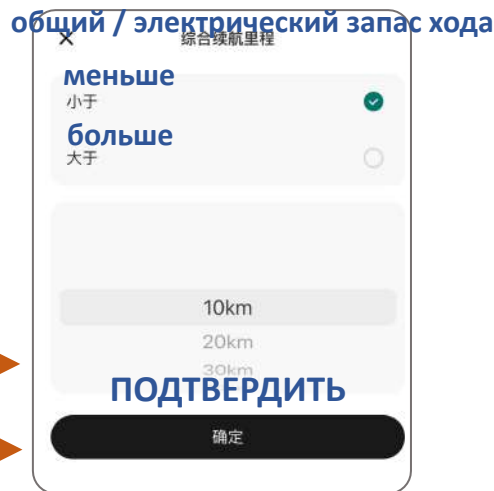 общий / электрический запас хода
× 综合续航里程
меньше
小于
больше
大于
10km
20km
30km
ПОДТВЕРДИТЬ
确定